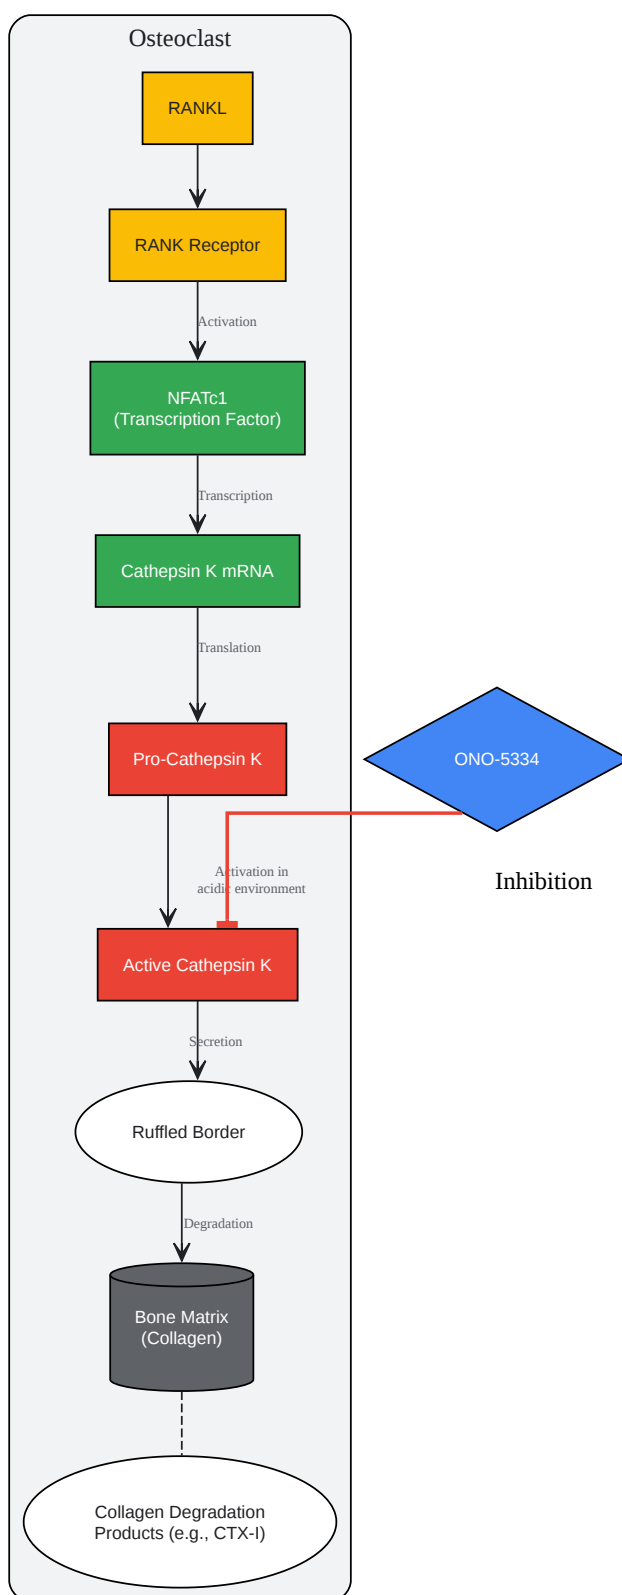 Osteoclast
RANKL
RANK Receptor
Activation
NFATc1
(Transcription Factor)
Transcription
Cathepsin K mRNA
Translation
Pro-Cathepsin K
ONO-5334
Activation in
acidic environment
Inhibition
Active Cathepsin K
Secretion
Ruffled Border
Degradation
Bone Matrix
(Collagen)
Collagen Degradation
Products (e.g., CTX-I)